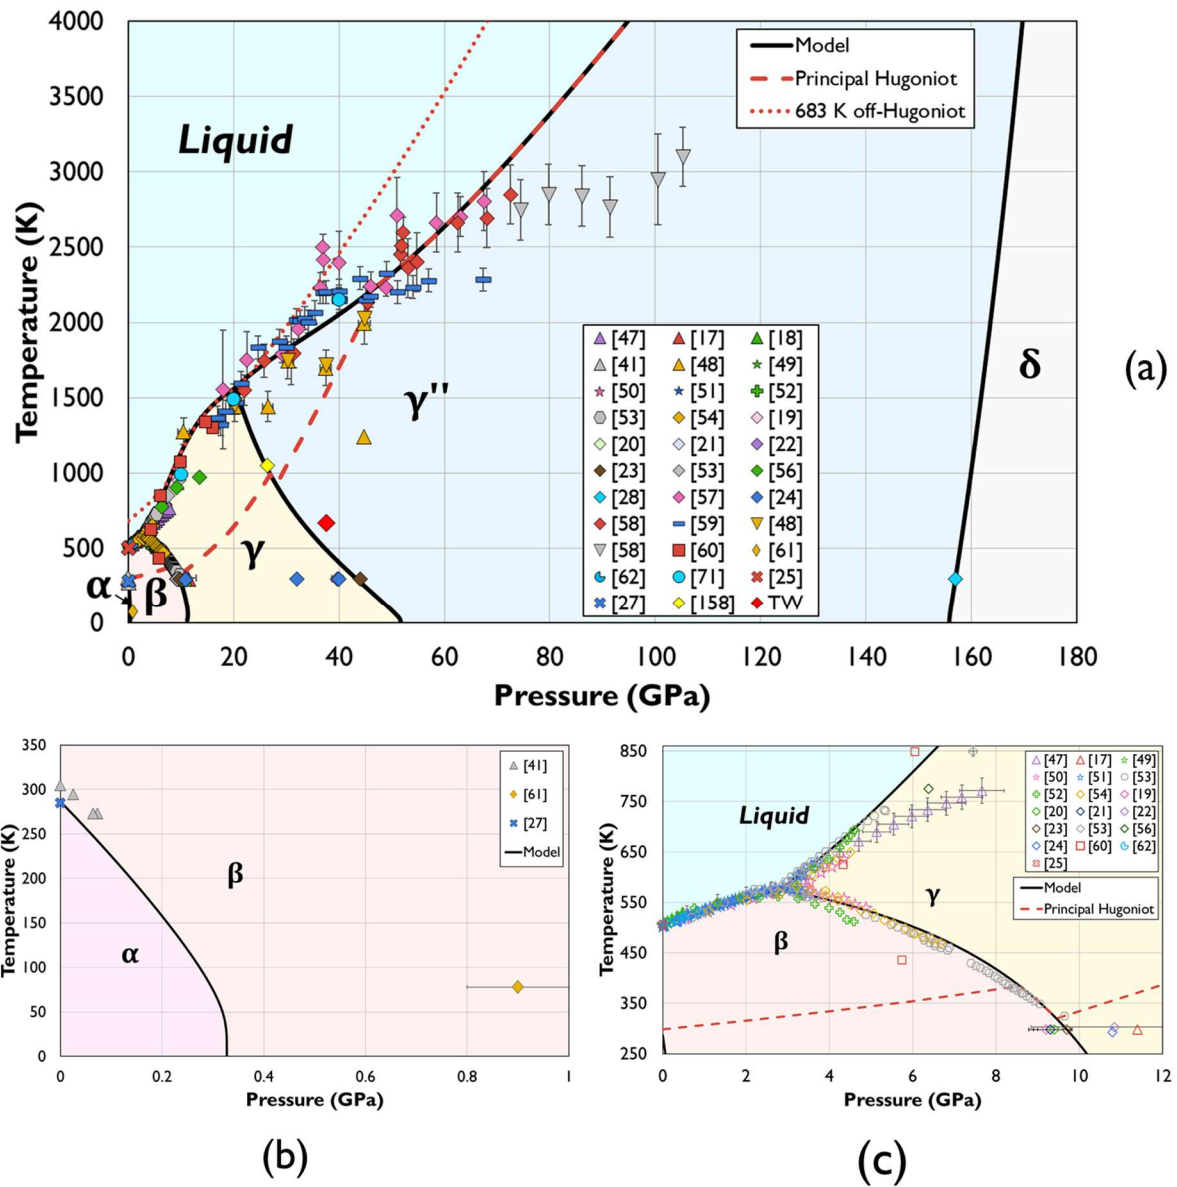 4000
3500
3000
2500
2000
1500
1000
500
0
Temperature (K)
0 20 40 60 80 100 120 140 160 180
Pressure (GPa)
Liquid
α
β
γ
γ"
δ
(a)
Model
Principal Hugoniot
683 K off-Hugoniot
[47] [17] [18]
[41] [48] [49]
[50] [51] [52]
[53] [54] [19]
[20] [21] [22]
[23] [53] [56]
[28] [57] [24]
[58] [59] [48]
[58] [60] [61]
[62] [71] [25]
[27] [158] TW
350
300
250
200
150
100
50
0
Temperature (K)
0 0.2 0.4 0.6 0.8 1
Pressure (GPa)
β
α
[41]
[61]
[27]
Model
(b)
850
750
650
550
450
350
250
Temperature (K)
0 2 4 6 8 10 12
Pressure (GPa)
Liquid
γ
β
[47] [17] [49]
[50] [51] [53]
[52] [54] [19]
[20] [21] [22]
[23] [53] [56]
[24] [60] [62]
[25]
Model
Principal Hugoniot
(c)